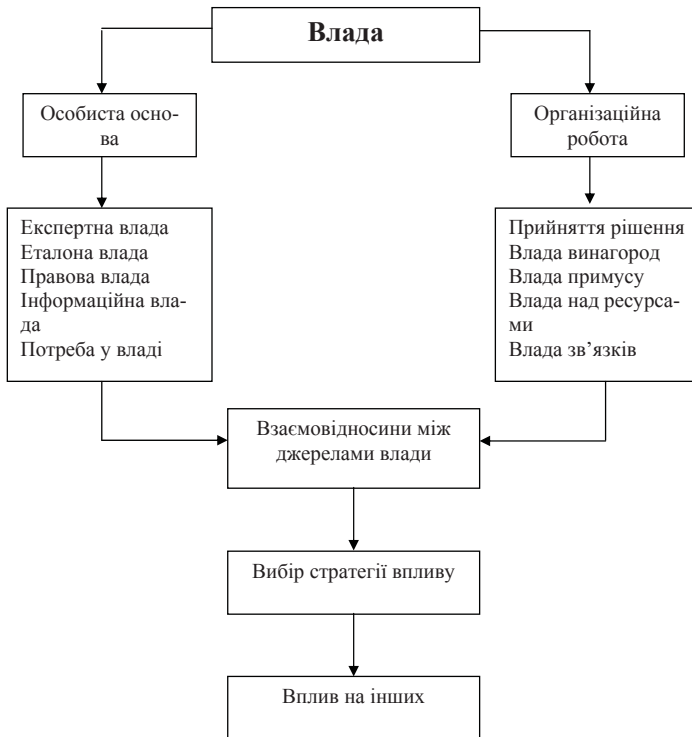 Влада
Особиста осно-
ва
Організаційна
робота
Експертна влада
Еталона влада
Правова влада
Інформаційна вла-
да
Потреба у владі
Прийняття рішення
Влада винагород
Влада примусу
Влада над ресурса-
ми
Влада зв’язків
Взаємовідносини між
джерелами влади
Вибір стратегії впливу
Вплив на інших